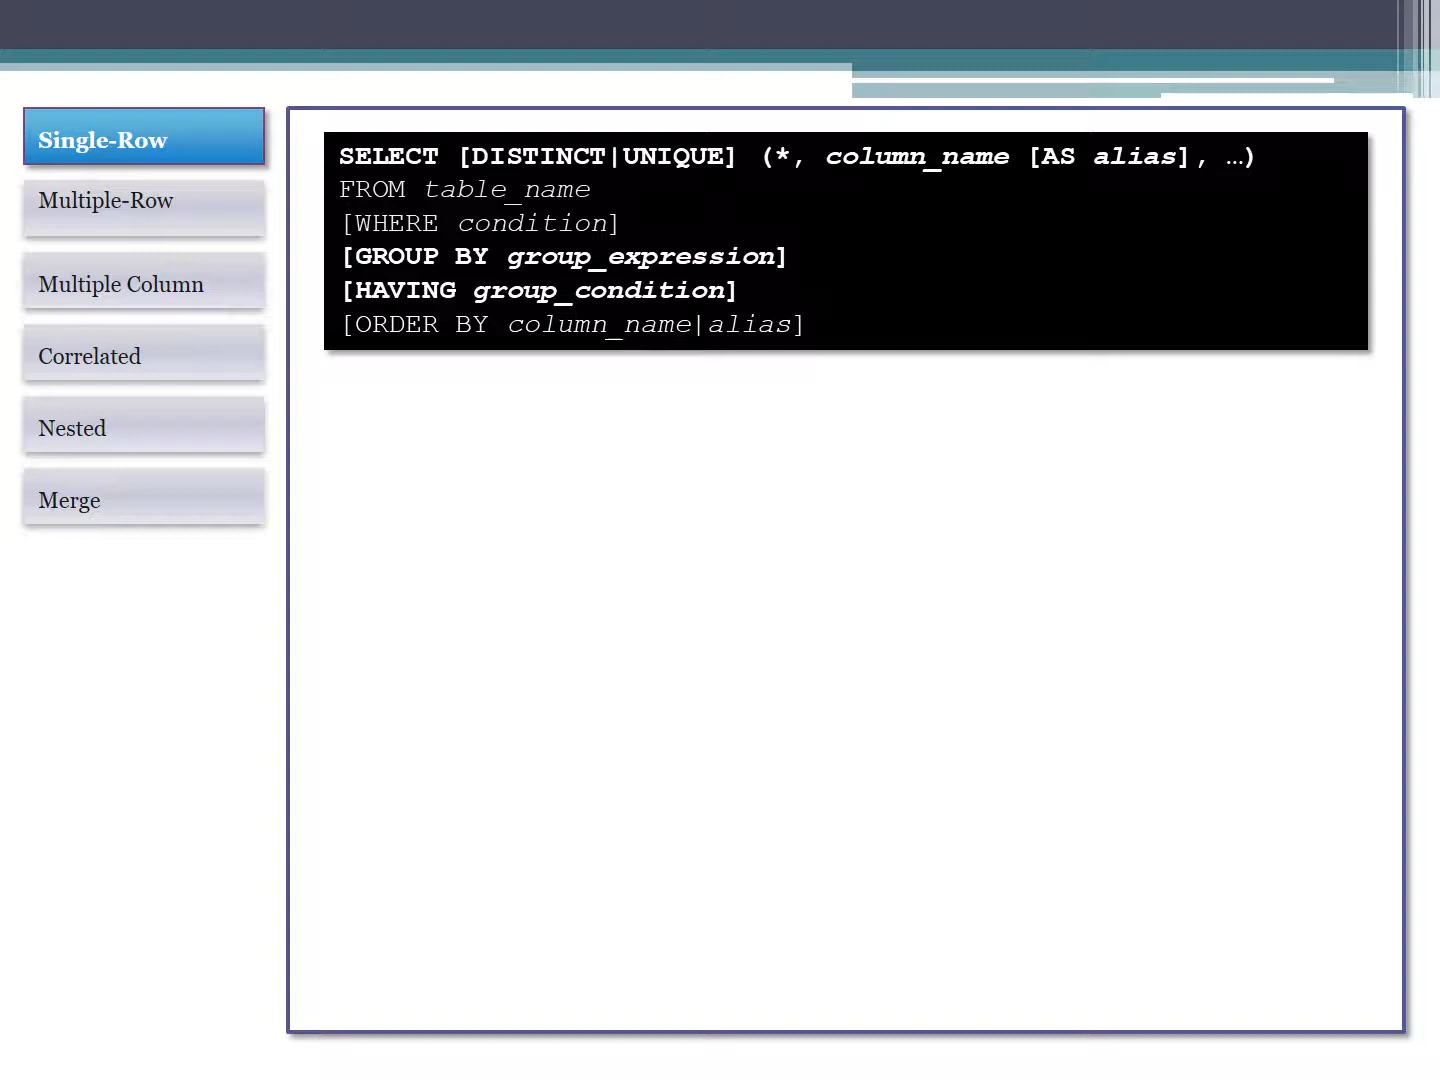 Single-Row
Multiple-Row
Multiple Column
Correlated
Nested
Merge
SELECT [DISTINCT|UNIQUE] (*, column_name [AS alias], …)
FROM table_name
[WHERE condition]
[GROUP BY group_expression]
[HAVING group_condition]
[ORDER BY column_name|alias]